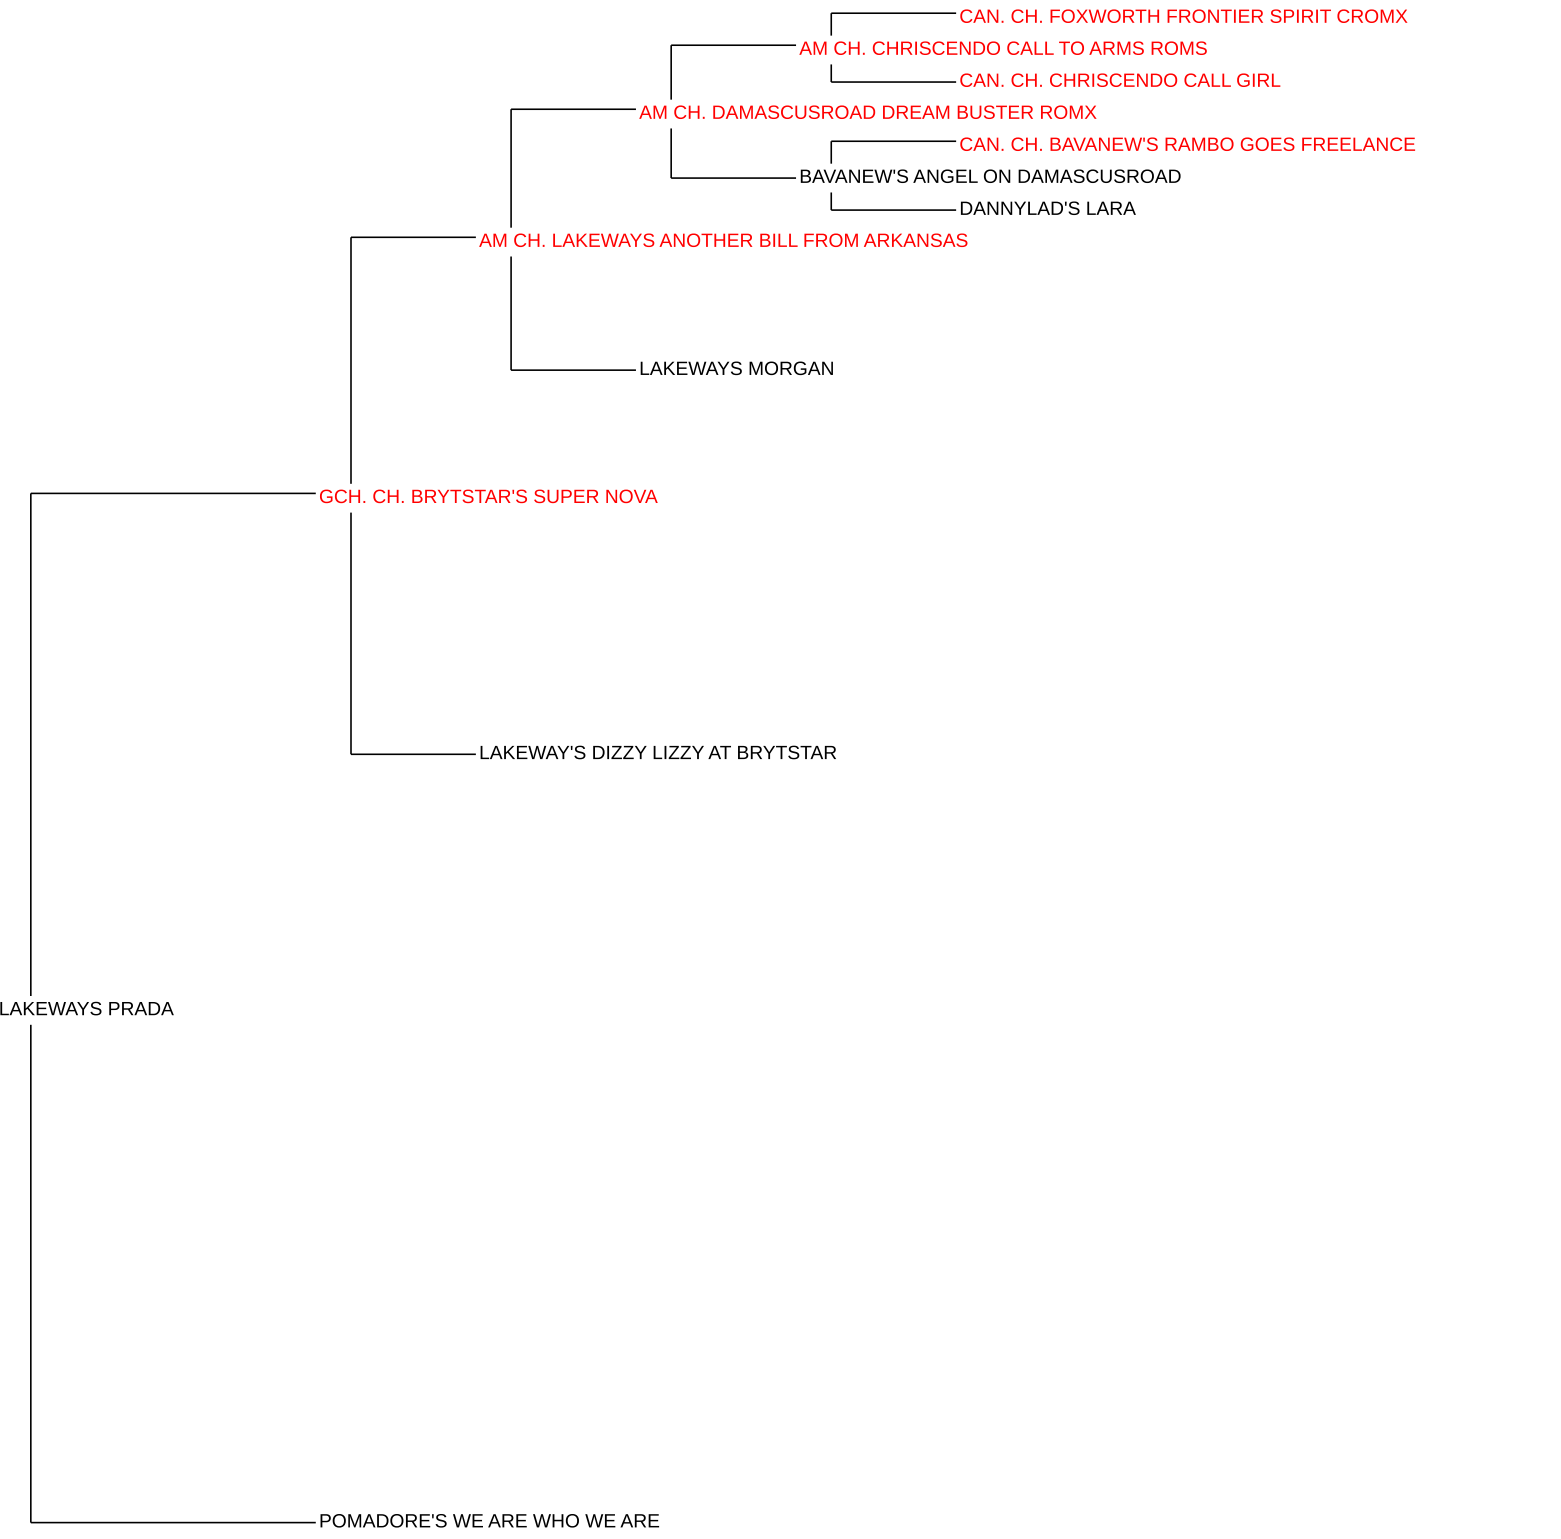 CAN. CH. FOXWORTH FRONTIER SPIRIT CROMX
AM CH. CHRISCENDO CALL TO ARMS ROMS
CAN. CH. CHRISCENDO CALL GIRL
AM CH. DAMASCUSROAD DREAM BUSTER ROMX
CAN. CH. BAVANEW'S RAMBO GOES FREELANCE
BAVANEW'S ANGEL ON DAMASCUSROAD
DANNYLAD'S LARA
AM CH. LAKEWAYS ANOTHER BILL FROM ARKANSAS
LAKEWAYS MORGAN
GCH. CH. BRYTSTAR'S SUPER NOVA
LAKEWAY'S DIZZY LIZZY AT BRYTSTAR
LAKEWAYS PRADA
POMADORE'S WE ARE WHO WE ARE